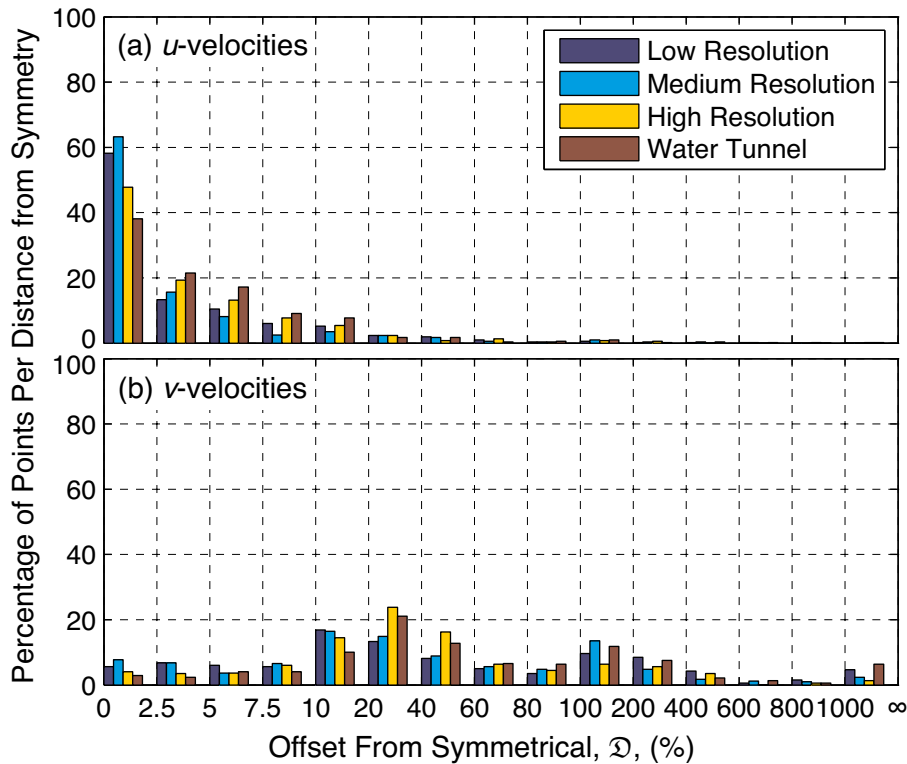 Percentage of Points Per Distance from Symmetry
100
80
60
40
20
0
(a) u-velocities
Low Resolution
Medium Resolution
High Resolution
Water Tunnel
100
80
60
40
20
0
(b) v-velocities
0 2.5 5 7.5 10 20 40 60 80 100 200 400 600 800 1000 ∞
Offset From Symmetrical, 𝔇, (%)